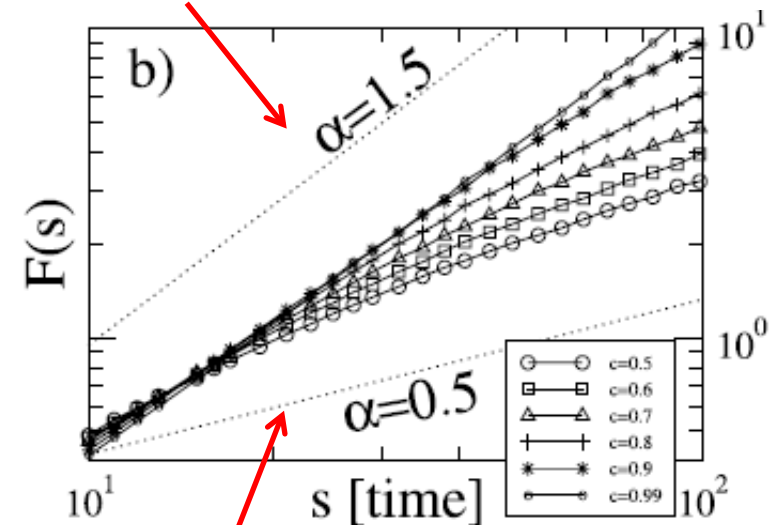 b)
α=1.5
10¹
F(s)
10⁰
α=0.5
c=0.5
c=0.6
c=0.7
c=0.8
c=0.9
c=0.99
10¹
s [time]
10²